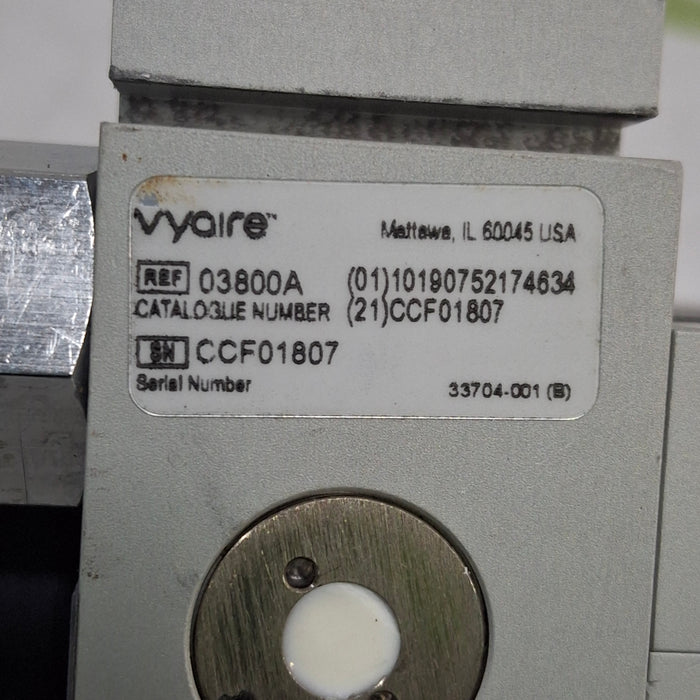 vyaire™
Mettawa, IL 60045 USA
REF 03800A (01)10190752174634
CATALOGUE NUMBER (21)CCF01807
SN CCF01807
Serial Number
33704-001 (B)